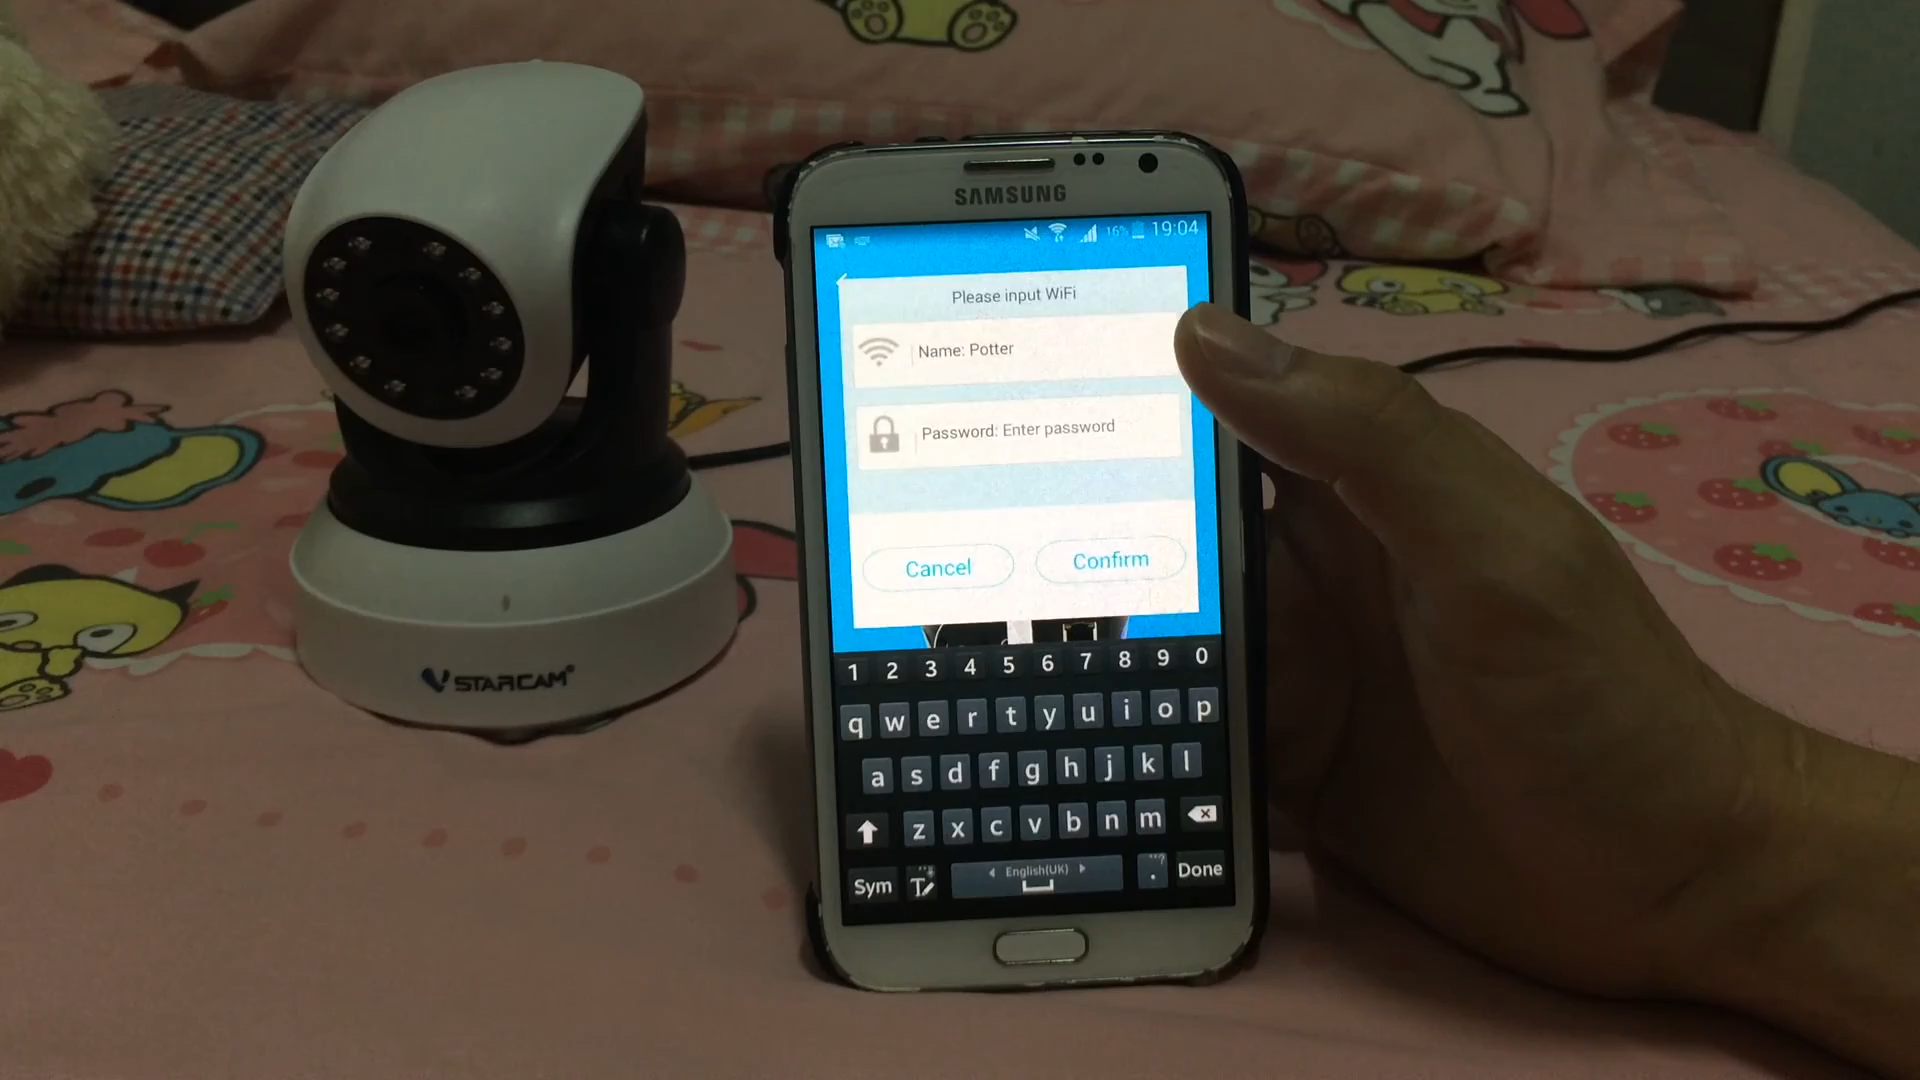 SAMSUNG
16% 19:04
Please input WiFi
Name: Potter
Password: Enter password
Cancel Confirm
1 2 3 4 5 6 7 8 9 0
q w e r t y u i o p
a s d f g h j k l
z x c v b n m
Sym English(UK) . Done
VSTARCAM